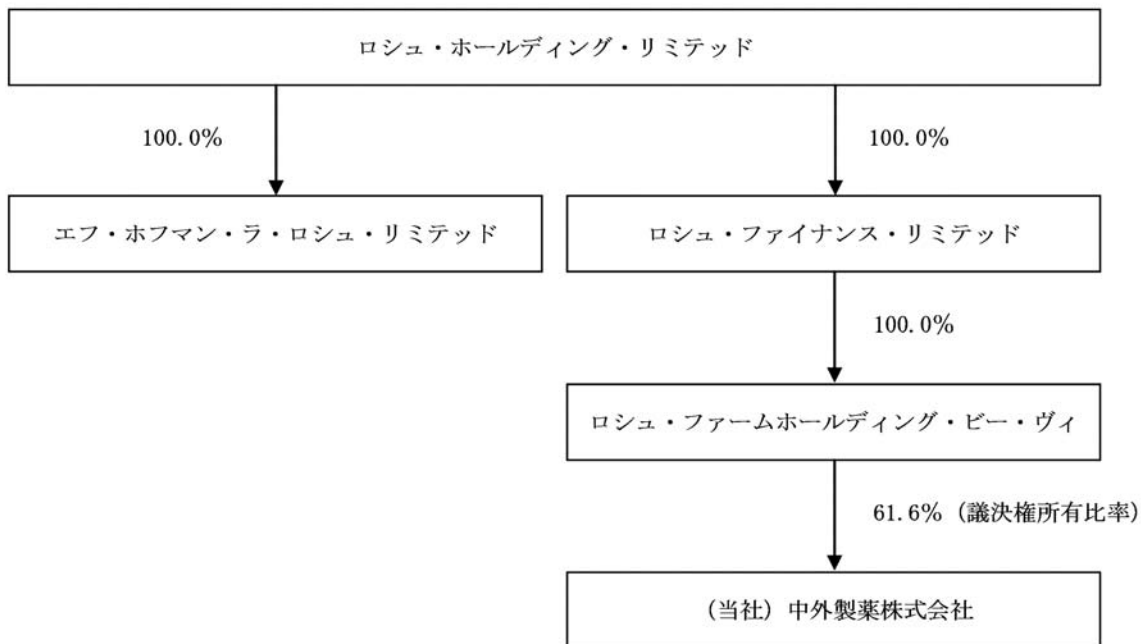 ロシュ・ホールディング・リミテッド
100.0%
100.0%
エフ・ホフマン・ラ・ロシュ・リミテッド
ロシュ・ファイナンス・リミテッド
100.0%
ロシュ・ファームホールディング・ビー・ヴィ
61.6%（議決権所有比率）
（当社）中外製薬株式会社